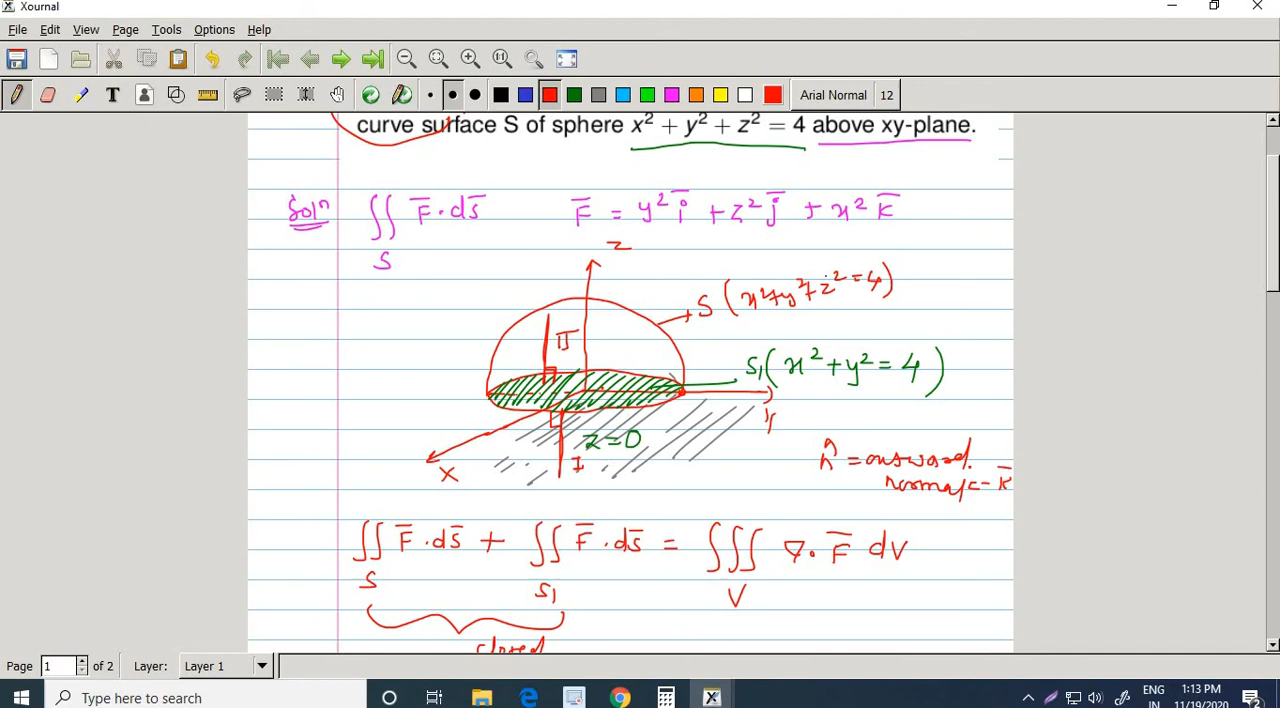 Xournal
File Edit View Page Tools Options Help
Arial Normal 12
curve surface S of sphere x² + y² + z² = 4 above xy-plane.
Soln ∬ F̅·ds̅ F̅ = y² i̅ + z² j̅ + x² k̅
S
z
S (x²+y²+z²=4)
II
S₁ (x² + y² = 4)
y
z=0
I
x
n̂ = outward
normal = - k̅
∬ F̅·ds̅ + ∬ F̅·ds̅ = ∭ ∇· F̅ dV
S S₁ V
closed
Page 1 of 2 Layer: Layer 1
Type here to search
ENG 1:13 PM
IN 11/19/2020 2